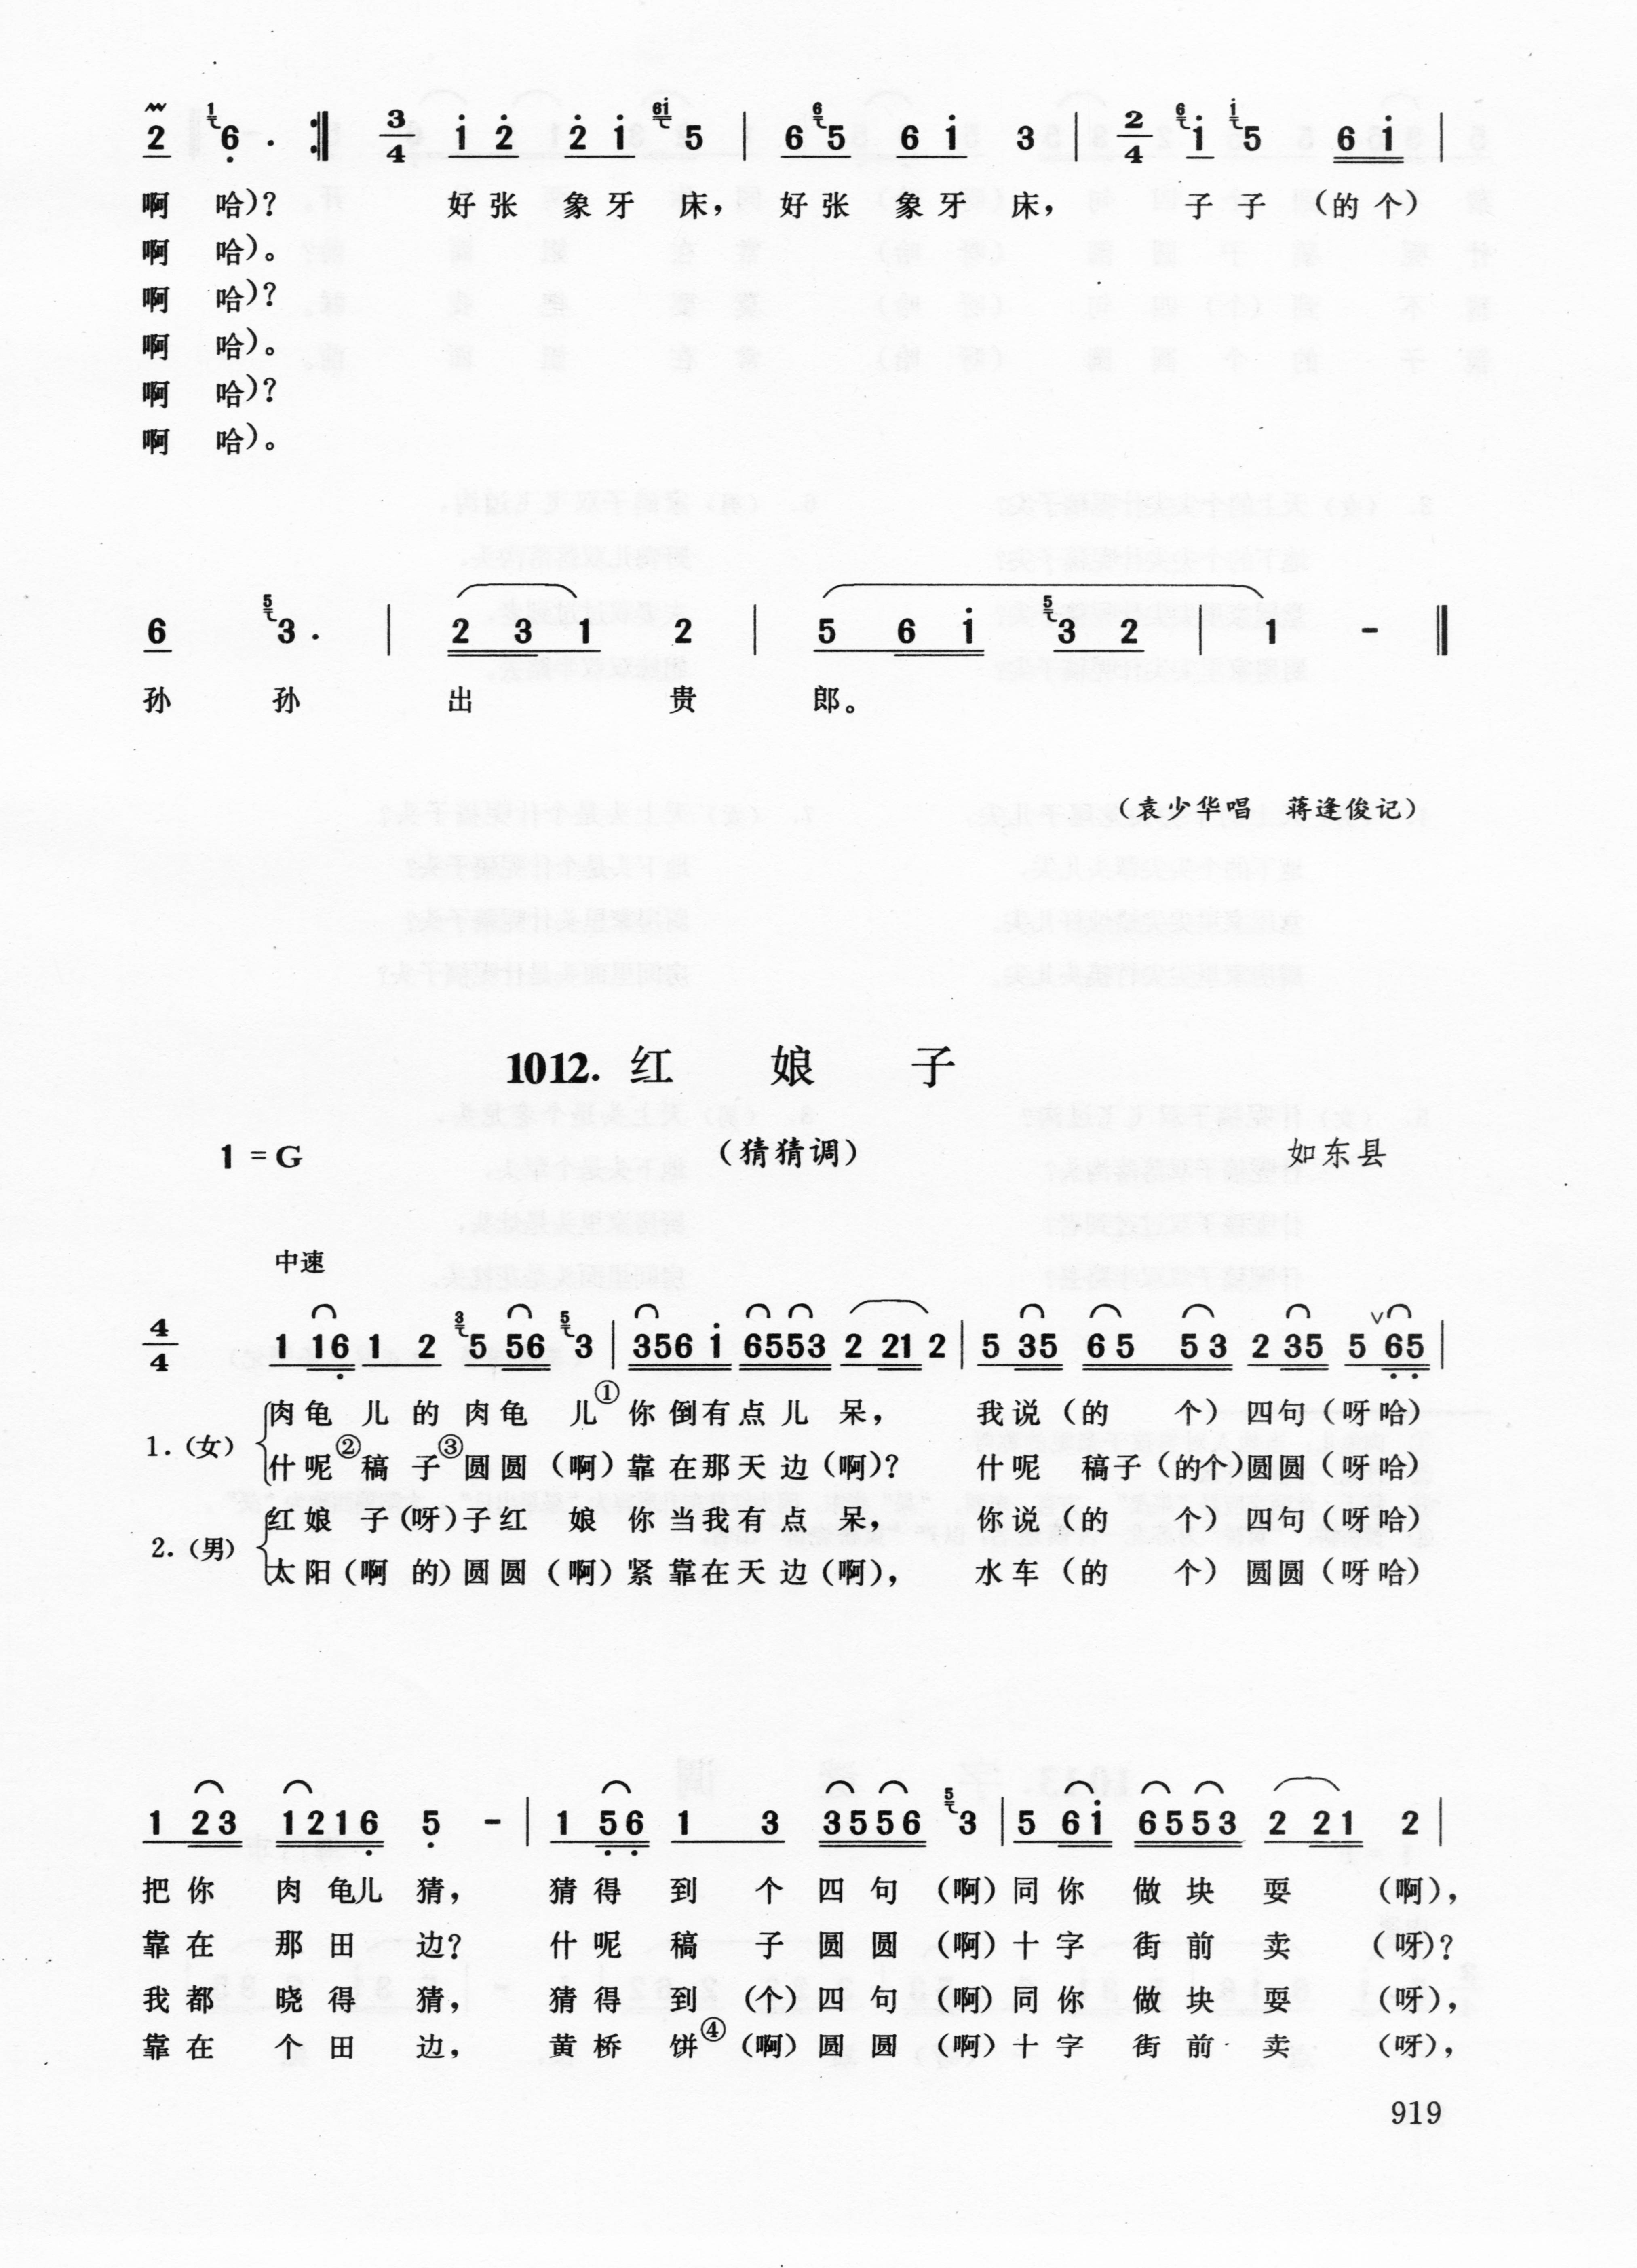 2 1 6 . :‖ 3/4 1 2 2 1 6i 5 | 6 6 5 6 i 3 | 2/4 6 i i 5 6 i |
啊 哈)? 好张 象牙 床, 好张 象牙 床, 子 子 (的 个)
啊 哈)。
啊 哈)?
啊 哈)。
啊 哈)?
啊 哈)。
6 5 3 . | 2 3 1 2 | 5 6 i 5 3 2 | 1 - ‖
孙 孙 出 贵 郎。
(袁少华唱 蒋逢俊记)
1012. 红 娘 子
1 = G (猜猜调) 如东县
中速
4/4 1 16 1 2 3 5 56 5 3 | 356 i 6553 2 21 2 | 5 35 65 53 2 35 5 65 |
1.(女) 肉龟 儿 的 肉龟 儿① 你 倒有点儿 呆, 我说(的 个) 四句(呀哈)
什呢②稿 子③圆圆(啊)靠在那天边(啊)? 什呢 稿子(的个)圆圆(呀哈)
2.(男) 红娘 子(呀)子红 娘 你 当我有点 呆, 你说(的 个) 四句(呀哈)
太阳(啊 的)圆圆(啊)紧靠在天边(啊), 水车(的 个) 圆圆(呀哈)
1 23 1216 5 - | 1 56 1 3 3556 5 3 | 5 6i 6553 2 21 2 |
把你 肉 龟儿 猜, 猜得 到 个 四 句 (啊)同你 做 块 耍 (啊),
靠在 那 田 边? 什呢 稿 子 圆 圆 (啊)十字 街 前 卖 (呀)?
我都 晓 得 猜, 猜得 到 (个)四 句 (啊)同你 做 块 耍 (呀),
靠在 个 田 边, 黄桥 饼④(啊)圆 圆 (啊)十字 街 前 卖 (呀),
919